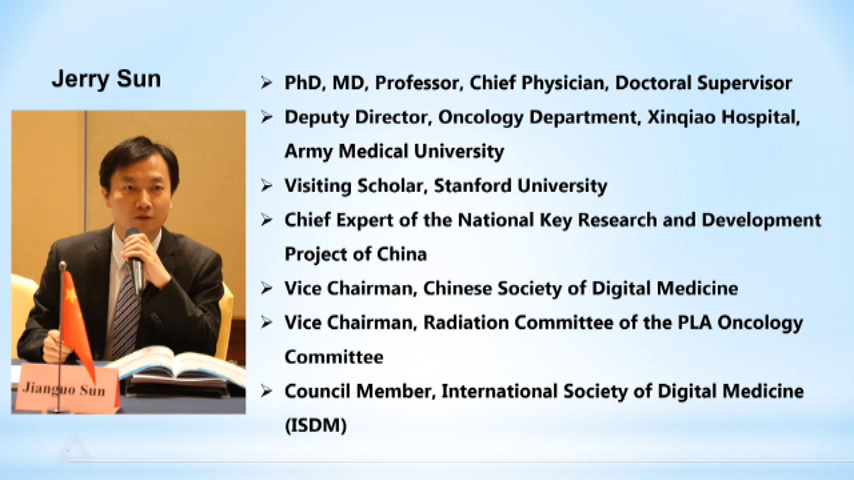 Jerry Sun
➢ PhD, MD, Professor, Chief Physician, Doctoral Supervisor
➢ Deputy Director, Oncology Department, Xinqiao Hospital,
Army Medical University
➢ Visiting Scholar, Stanford University
➢ Chief Expert of the National Key Research and Development
Project of China
➢ Vice Chairman, Chinese Society of Digital Medicine
➢ Vice Chairman, Radiation Committee of the PLA Oncology
Committee
➢ Council Member, International Society of Digital Medicine
(ISDM)
Jianguo Sun